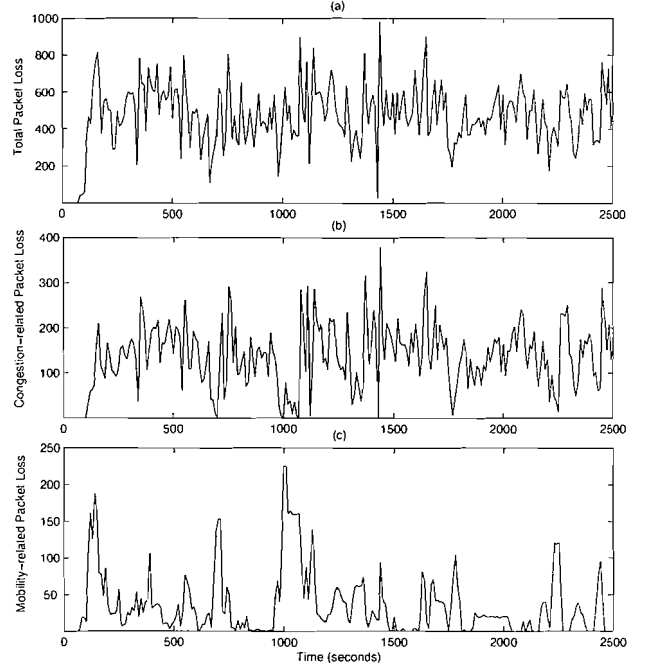 (a)
Total Packet Loss
1000
800
600
400
200
0 500 1000 1500 2000 2500
(b)
Congestion-related Packet Loss
400
300
200
100
0 500 1000 1500 2000 2500
(c)
Mobility-related Packet Loss
250
200
150
100
50
0 500 1000 1500 2000 2500
Time (seconds)